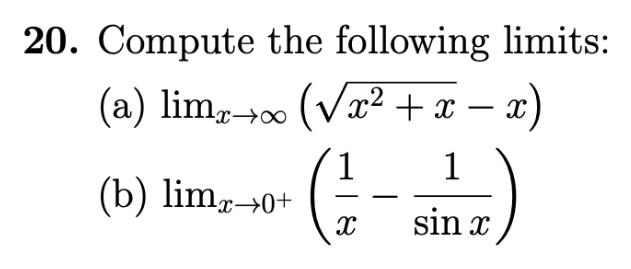 20. Compute the following limits:
(a) lim_{x→∞} (√(x² + x) − x)
(b) lim_{x→0+} (1/x − 1/sin x)